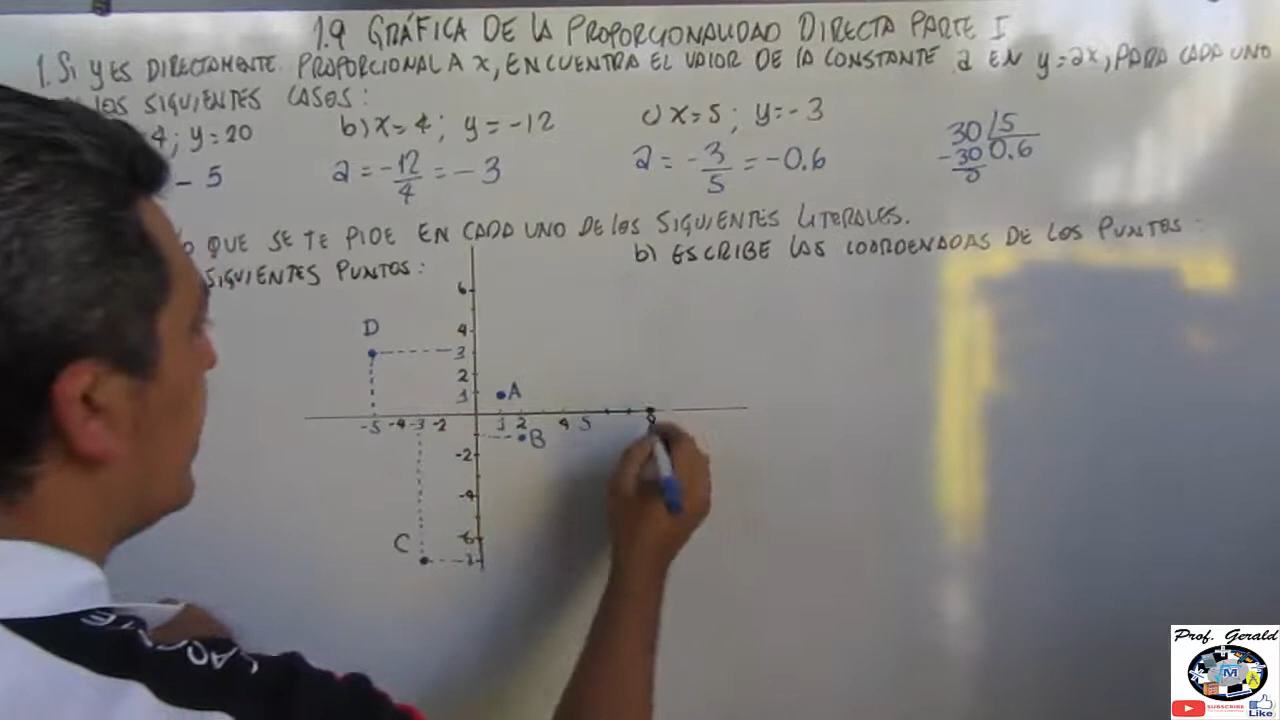 1.9 GRÁFICA DE LA PROPORCIONALIDAD DIRECTA PARTE I
1. SI Y ES DIRECTAMENTE PROPORCIONAL A X, ENCUENTRA EL VALOR DE LA CONSTANTE a EN y=ax, PARA CADA UNO
LOS SIGUIENTES CASOS:
4; y=20 b) x=4; y=-12 c) x=5; y=-3
- 5 a = -12/4 = -3 a = -3/5 = -0.6
30 5
-30 0.6
0
O QUE SE TE PIDE EN CADA UNO DE LOS SIGUIENTES LITERALES.
SIGUIENTES PUNTOS: b) ESCRIBE LAS COORDENADAS DE LOS PUNTOS:
6
D 4
3
2
1 A
-5 -4 -3 -2 1 2 4 5 8
B
-2
-4
C -6
Prof. Gerald
M
SUBSCRIBE
Like